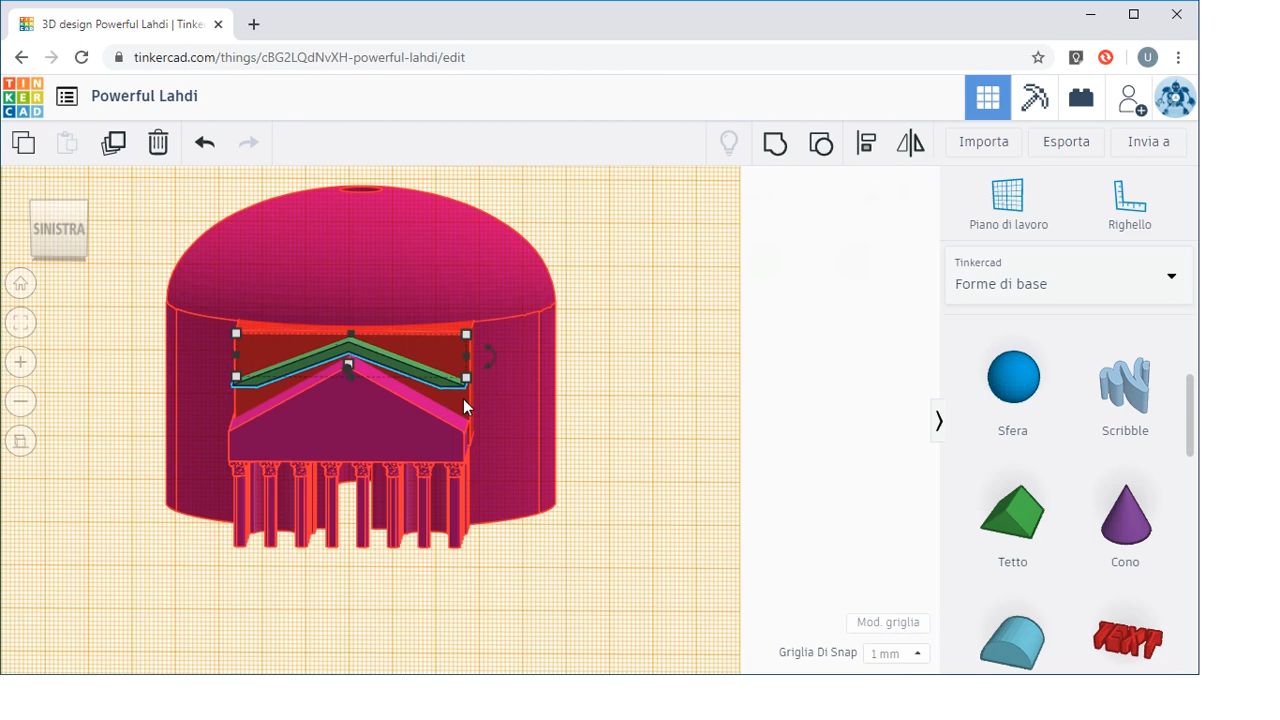 3D design Powerful Lahdi | Tinke
tinkercad.com/things/cBG2LQdNvXH-powerful-lahdi/edit
U
TIN
KER
CAD
Powerful Lahdi
Importa
Esporta
Invia a
SINISTRA
Piano di lavoro
Righello
Tinkercad
Forme di base
Sfera
Scribble
Tetto
Cono
TEXT
Mod. griglia
Griglia Di Snap
1 mm